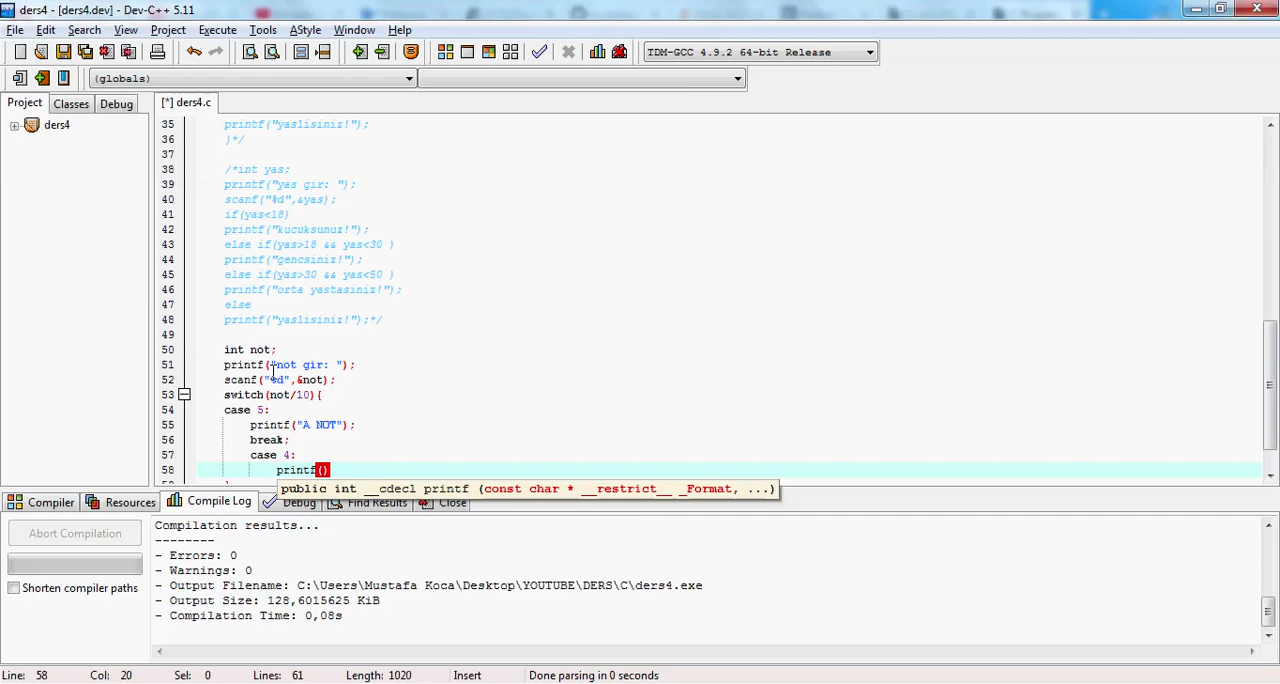 ders4 - [ders4.dev] - Dev-C++ 5.11
File Edit Search View Project Execute Tools AStyle Window Help
TDM-GCC 4.9.2 64-bit Release
(globals)
Project Classes Debug [*] ders4.c
ders4
35 printf("yaslisiniz!");
36 }*/
37
38 /*int yas;
39 printf("yas gir: ");
40 scanf("%d",&yas);
41 if(yas<18)
42 printf("kucuksunuz!");
43 else if(yas>18 && yas<30 )
44 printf("gencsiniz!");
45 else if(yas>30 && yas<50 )
46 printf("orta yastasiniz!");
47 else
48 printf("yaslisiniz!");*/
49
50 int not;
51 printf("not gir: ");
52 scanf("%d",&not);
53 switch(not/10){
54 case 5:
55 printf("A NOT");
56 break;
57 case 4:
58 printf()
public int __cdecl printf (const char * __restrict__ _Format, ...)
Compiler Resources Compile Log Debug Find Results Close
Abort Compilation
Shorten compiler paths
Compilation results...
--------
- Errors: 0
- Warnings: 0
- Output Filename: C:\Users\Mustafa Koca\Desktop\YOUTUBE\DERS\C\ders4.exe
- Output Size: 128,6015625 KiB
- Compilation Time: 0,08s
Line: 58 Col: 20 Sel: 0 Lines: 61 Length: 1020 Insert Done parsing in 0 seconds